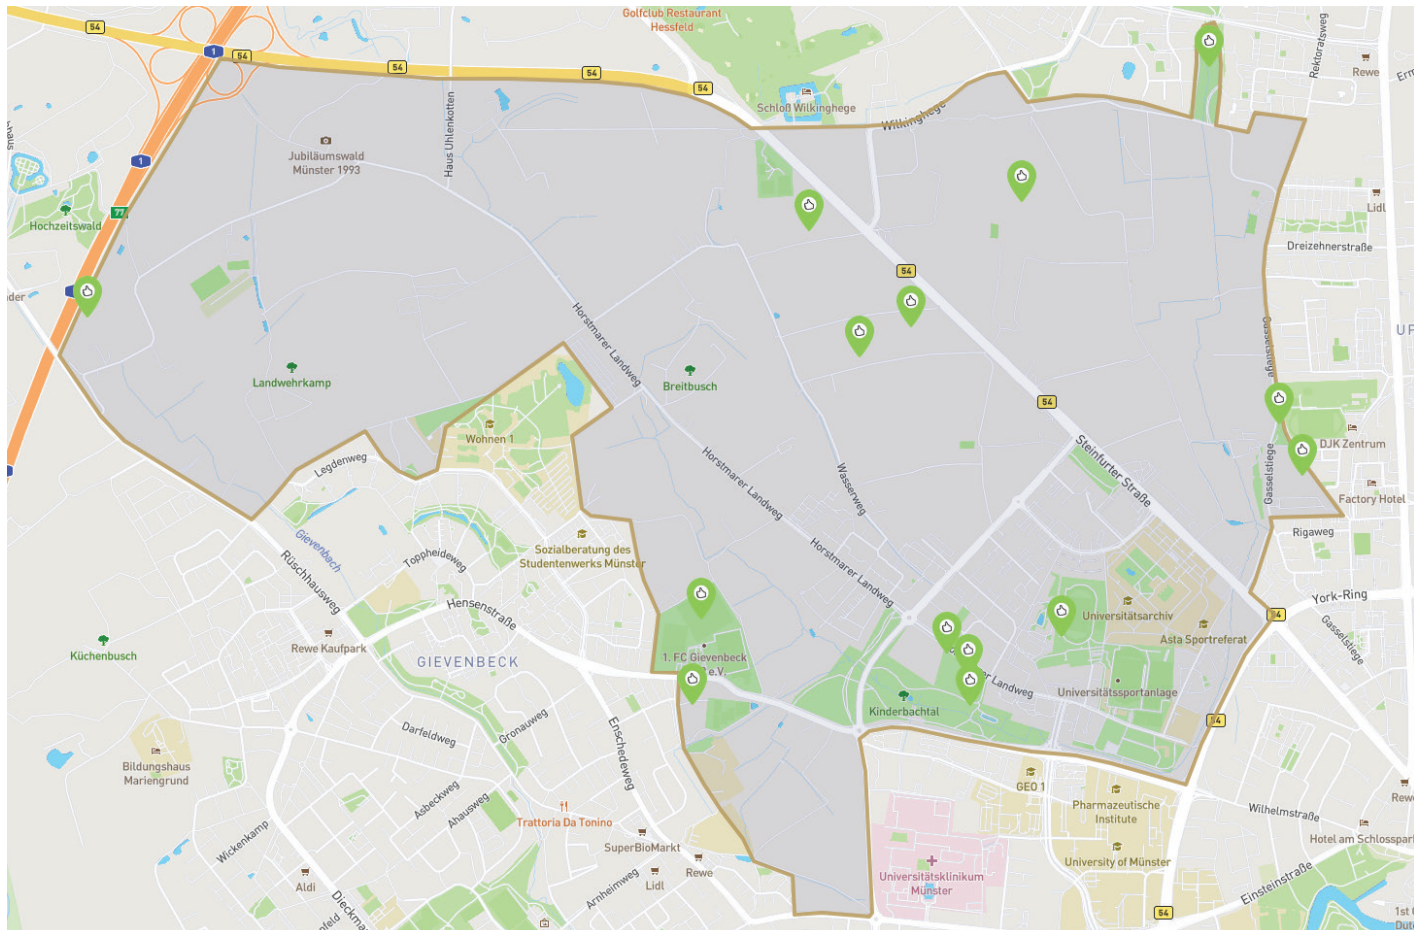 54
Golfclub Restaurant
Hessfeld
Rektoratsweg
Rewe
1
54
54
54
54
Schloß Wilkinghege
Wilkinghege
Haus Uhlenkotten
Jubiläumswald
Münster 1993
1
77
Hochzeitswald
Lidl
Dreizehnerstraße
54
Horstmarer Landweg
Gasselstiege
Landwehrkamp
Breitbusch
54
Wohnen 1
DJK Zentrum
Steinfurter Straße
Legdenweg
Horstmarer Landweg
Wasserweg
Gasselstiege
Factory Hotel
Gievenbach
Sozialberatung des
Studentenwerks Münster
Rigaweg
Toppheideweg
Horstmarer Landweg
Rüschhausweg
Hensenstraße
York-Ring
54
Universitätsarchiv
Asta Sportreferat
Gasselstiege
Küchenbusch
Rewe Kaufpark
GIEVENBECK
1. FC Gievenbeck
e.V.
Landweg
Universitätssportanlage
Kinderbachtal
54
Darfeldweg
Gronauweg
Enschedeweg
Bildungshaus
Mariengrund
Asbeckweg
Ahausweg
GEO 1
Pharmazeutische
Institute
Wilhelmstraße
Rewe
Trattoria Da Tonino
Wickenkamp
SuperBioMarkt
Hotel am Schlosspark
University of Münster
Rewe
Aldi
Lidl
Arnheimweg
Universitätsklinikum
Münster
Einsteinstraße
54